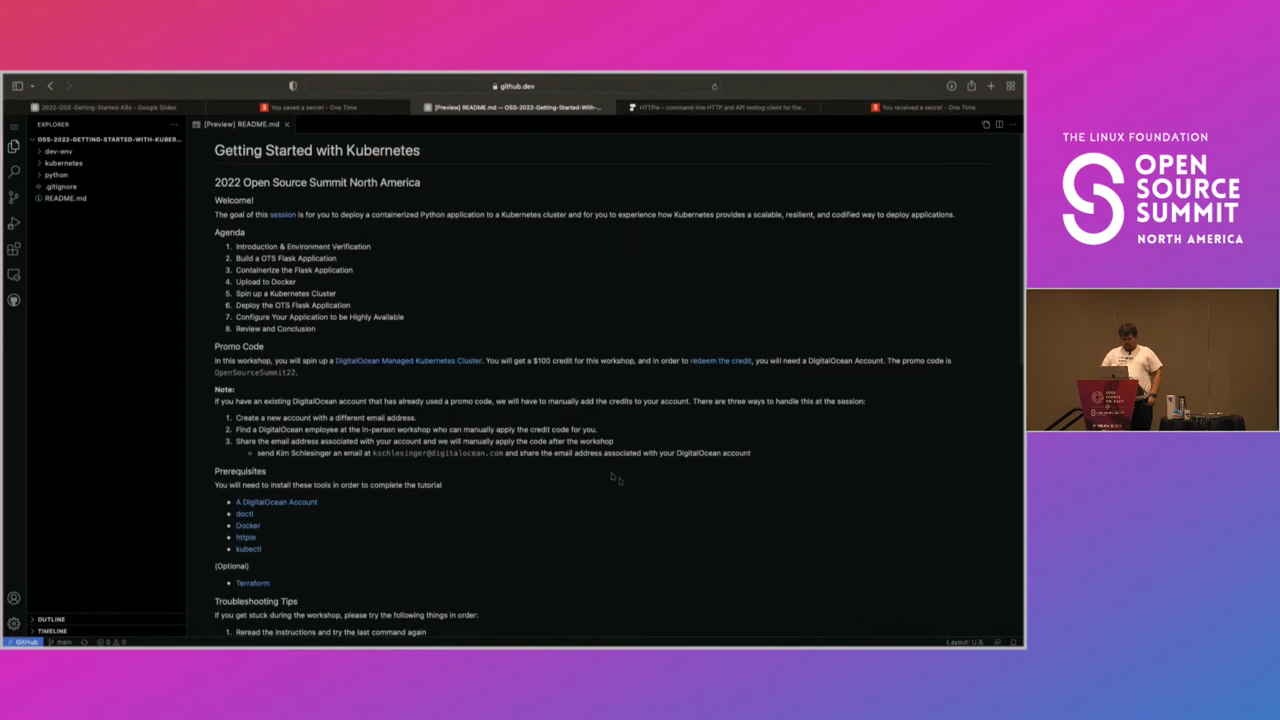 github.dev
2022-OSS-Getting-Started-K8s - Google Slides
You saved a secret - One Time
[Preview] README.md — OSS-2022-Getting-Started-With-...
HTTPie – command-line HTTP and API testing client for the...
You received a secret - One Time
EXPLORER
[Preview] README.md
OSS-2022-GETTING-STARTED-WITH-KUBER...
dev-env
kubernetes
python
.gitignore
README.md
OUTLINE
TIMELINE
Getting Started with Kubernetes
2022 Open Source Summit North America
Welcome!
The goal of this session is for you to deploy a containerized Python application to a Kubernetes cluster and for you to experience how Kubernetes provides a scalable, resilient, and codified way to deploy applications.
Agenda
1. Introduction & Environment Verification
2. Build a OTS Flask Application
3. Containerize the Flask Application
4. Upload to Docker
5. Spin up a Kubernetes Cluster
6. Deploy the OTS Flask Application
7. Configure Your Application to be Highly Available
8. Review and Conclusion
Promo Code
In this workshop, you will spin up a DigitalOcean Managed Kubernetes Cluster. You will get a $100 credit for this workshop, and in order to redeem the credit, you will need a DigitalOcean Account. The promo code is
OpenSourceSummit22.
Note:
If you have an existing DigitalOcean account that has already used a promo code, we will have to manually add the credits to your account. There are three ways to handle this at the session:
1. Create a new account with a different email address.
2. Find a DigitalOcean employee at the in-person workshop who can manually apply the credit code for you.
3. Share the email address associated with your account and we will manually apply the code after the workshop
send Kim Schlesinger an email at kschlesinger@digitalocean.com and share the email address associated with your DigitalOcean account
Prerequisites
You will need to install these tools in order to complete the tutorial
A DigitalOcean Account
doctl
Docker
httpie
kubectl
(Optional)
Terraform
Troubleshooting Tips
If you get stuck during the workshop, please try the following things in order:
1. Reread the instructions and try the last command again
GitHub
main
0
0
Layout: U.S.
THE LINUX FOUNDATION
OPEN
SOURCE
SUMMIT
NORTH AMERICA